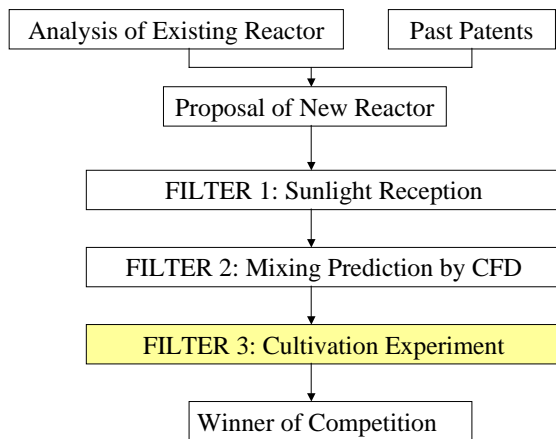 Analysis of Existing Reactor
Past Patents
Proposal of New Reactor
FILTER 1: Sunlight Reception
FILTER 2: Mixing Prediction by CFD
FILTER 3: Cultivation Experiment
Winner of Competition